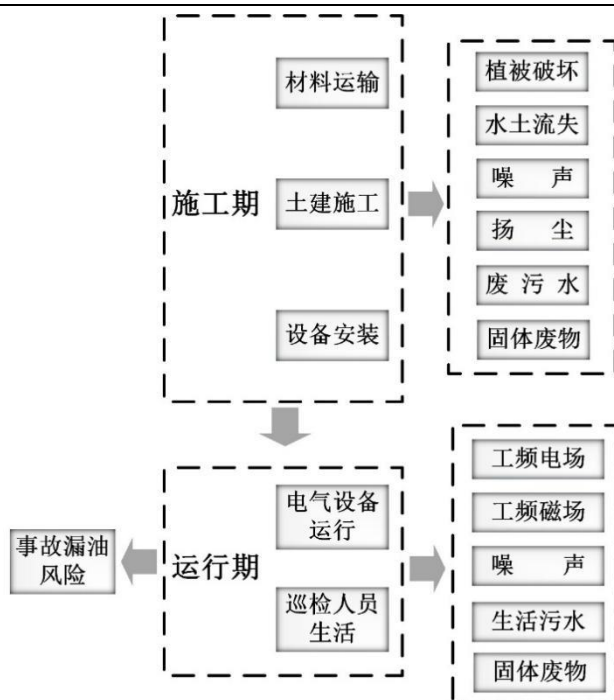 材料运输
施工期
土建施工
设备安装
植被破坏
水土流失
噪 声
扬 尘
废 污 水
固体废物
事故漏油
风险
运行期
电气设备
运行
巡检人员
生活
工频电场
工频磁场
噪 声
生活污水
固体废物